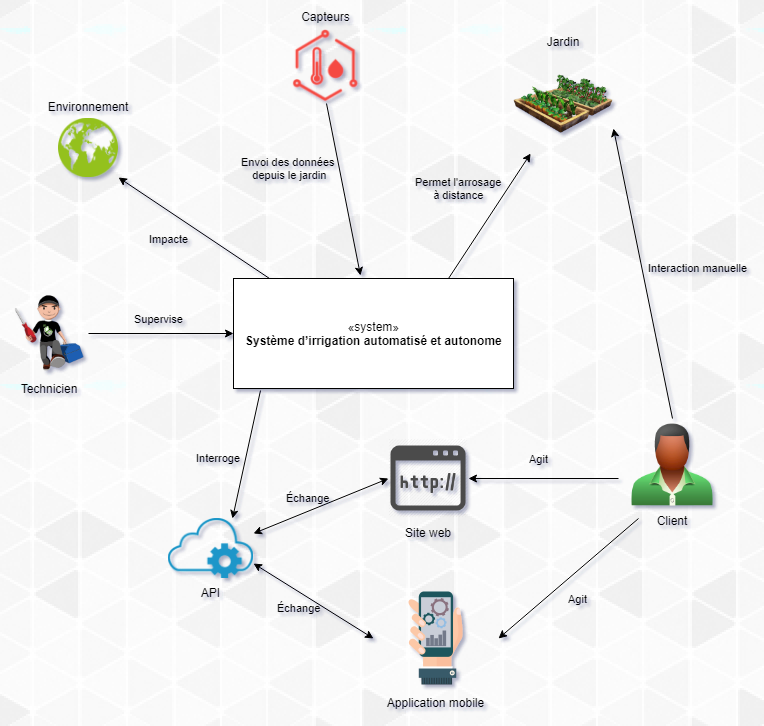 Capteurs
Jardin
Environnement
Envoi des données
depuis le jardin
Permet l'arrosage
à distance
Impacte
Interaction manuelle
Supervise
«system»
Système d'irrigation automatisé et autonome
Technicien
Interroge
Agit
http://
Échange
Site web
Client
API
Échange
Agit
Application mobile